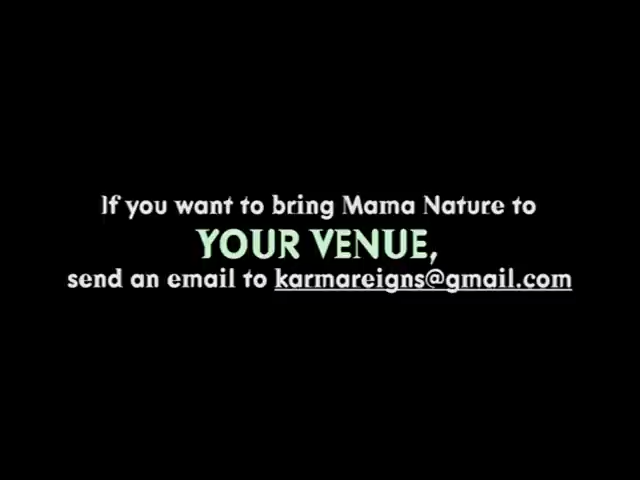 If you want to bring Mama Nature to
YOUR VENUE,
send an email to karmareigns@gmail.com